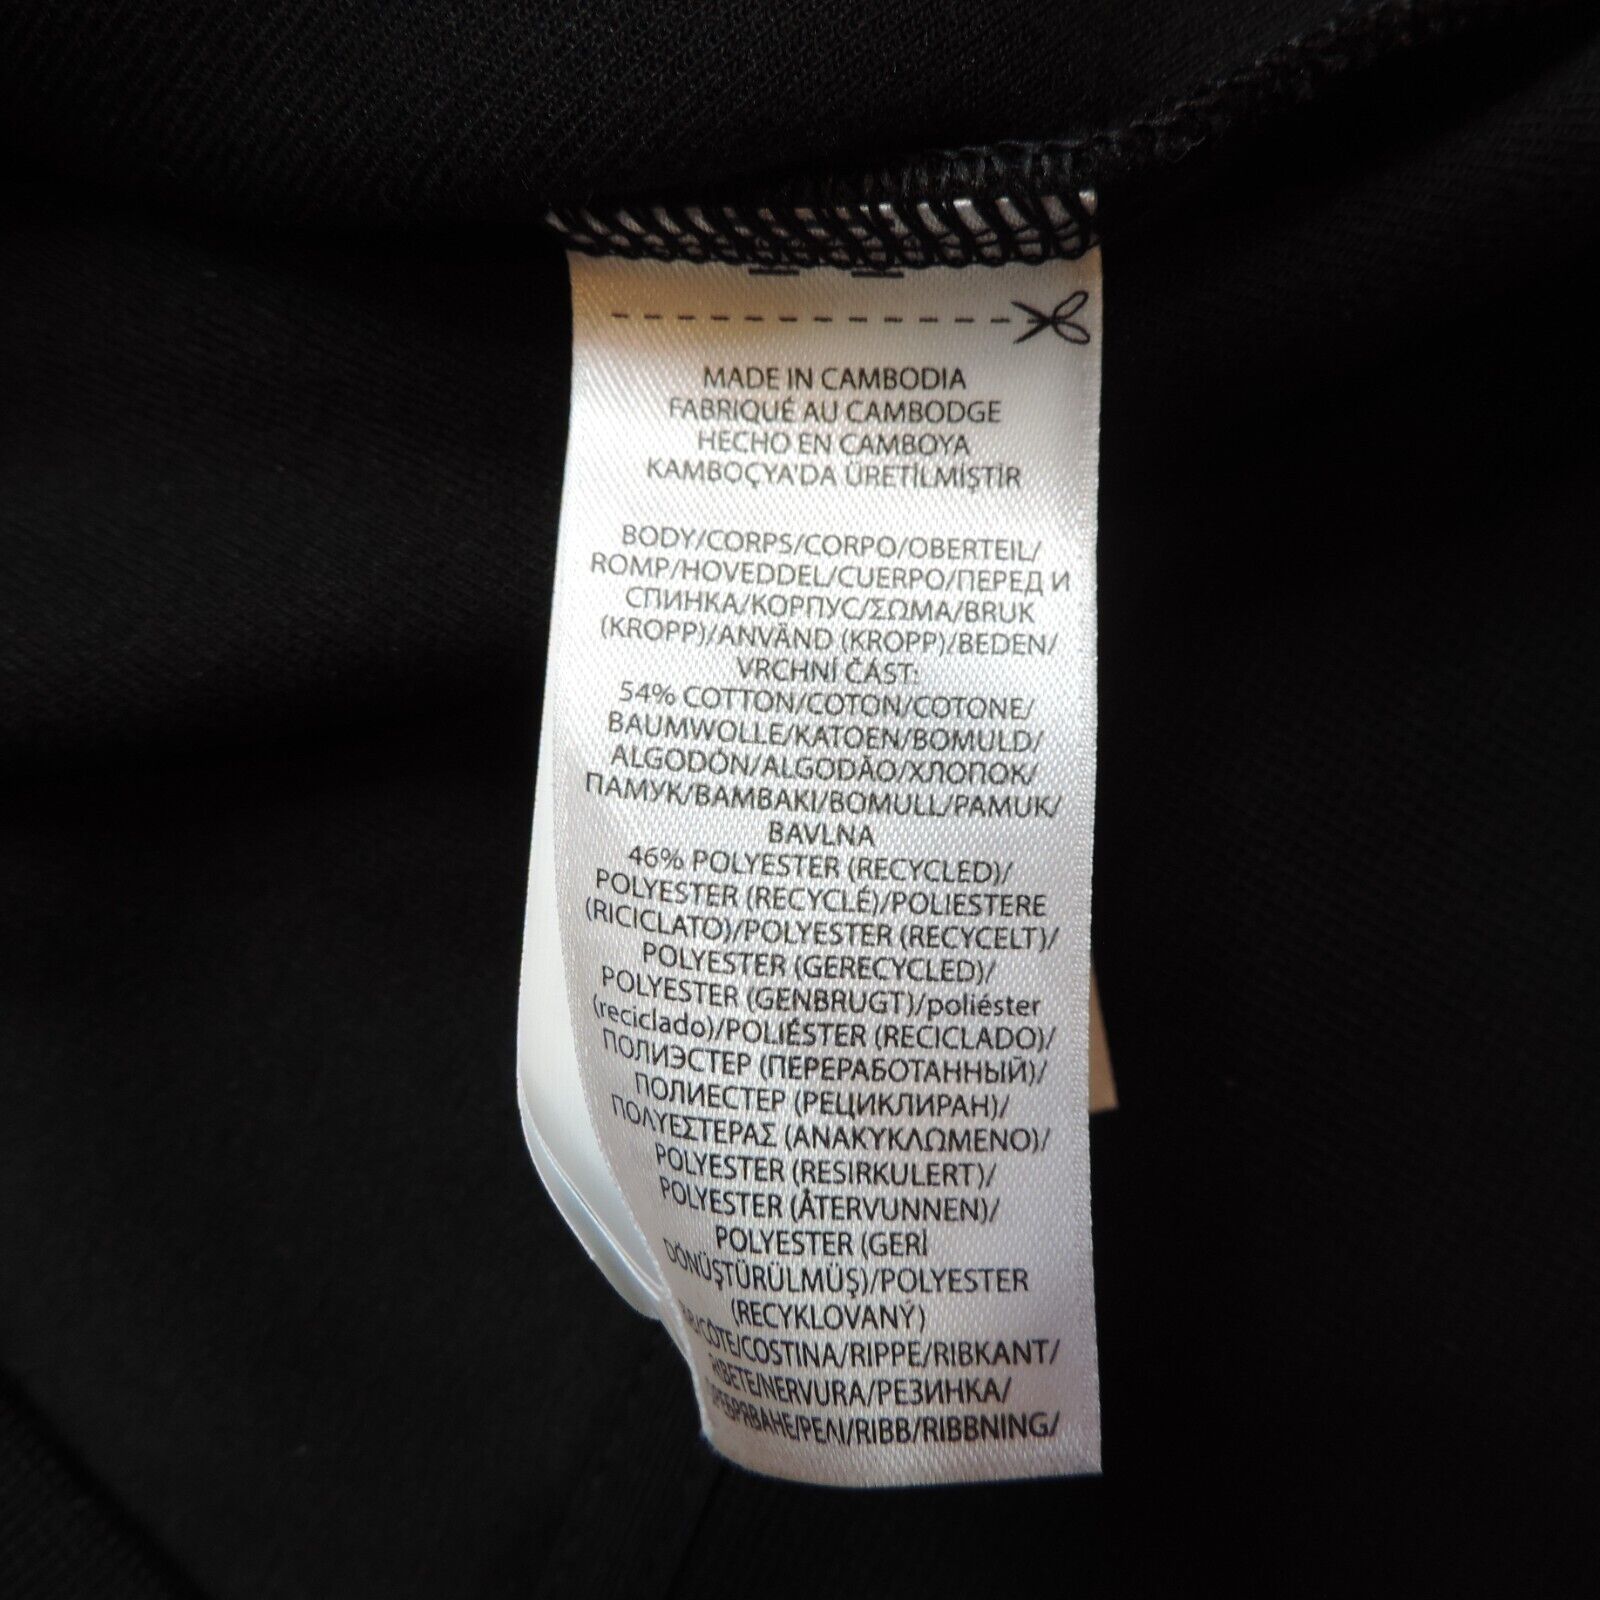 MADE IN CAMBODIA
FABRIQUÉ AU CAMBODGE
HECHO EN CAMBOYA
KAMBOÇYA'DA ÜRETİLMİŞTİR
BODY/CORPS/CORPO/OBERTEIL/
ROMP/HOVEDDEL/CUERPO/ПЕРЕД И
СПИНКА/КОРПУС/ΣΩΜΑ/BRUK
(KROPP)/ANVÄND (KROPP)/BEDEN/
VRCHNÍ ČÁST:
54% COTTON/COTON/COTONE/
BAUMWOLLE/KATOEN/BOMULD/
ALGODÓN/ALGODÃO/ХЛОПОК/
ПАМУК/BAMBAKI/BOMULL/PAMUK/
BAVLNA
46% POLYESTER (RECYCLED)/
POLYESTER (RECYCLÉ)/POLIESTERE
(RICICLATO)/POLYESTER (RECYCELT)/
POLYESTER (GERECYCLED)/
POLYESTER (GENBRUGT)/poliéster
(reciclado)/POLIÉSTER (RECICLADO)/
ПОЛИЭСТЕР (ПЕРЕРАБОТАННЫЙ)/
ПОЛИЕСТЕР (РЕЦИКЛИРАН)/
ΠΟΛΥΕΣΤΕΡΑΣ (ΑΝΑΚΥΚΛΩΜΕΝΟ)/
POLYESTER (RESIRKULERT)/
POLYESTER (ÅTERVUNNEN)/
POLYESTER (GERİ
DÖNÜŞTÜRÜLMÜŞ)/POLYESTER
(RECYKLOVANÝ)
/CÔTE/COSTINA/RIPPE/RIBKANT/
RIBETE/NERVURA/РЕЗИНКА/
/ΡΕΛΙ/RIBB/RIBBNING/